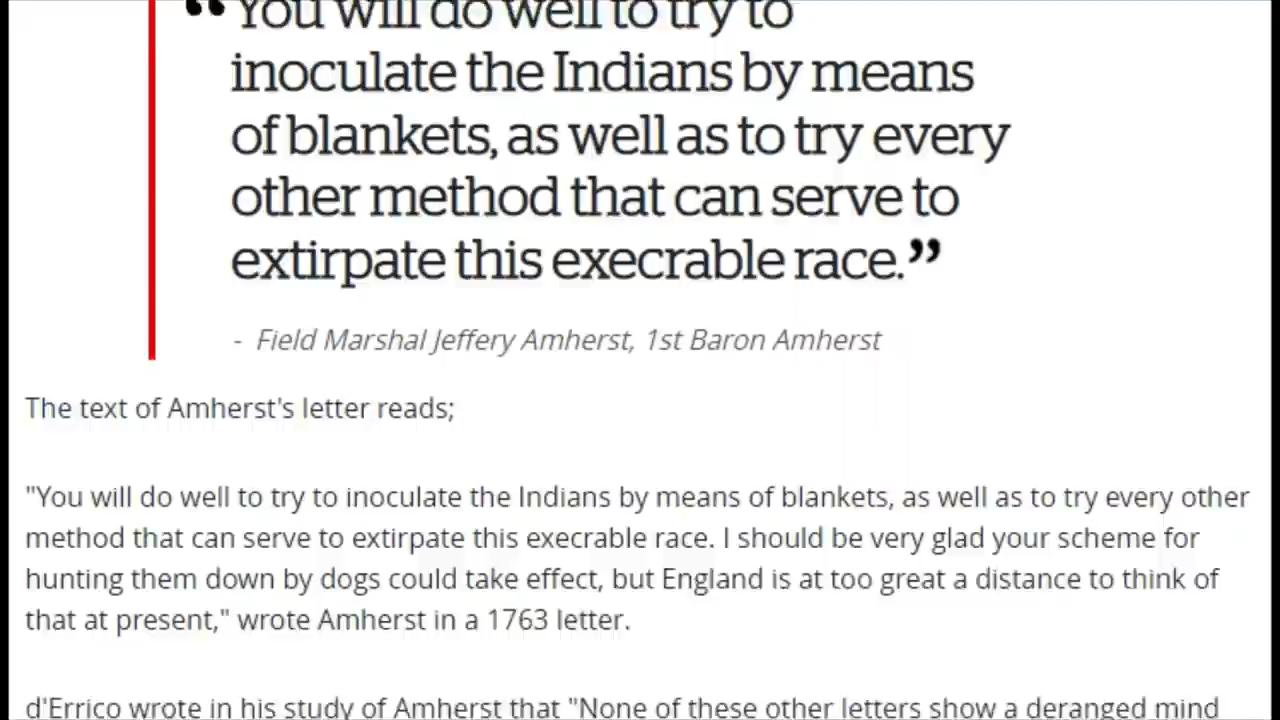 “You will do well to try to
inoculate the Indians by means
of blankets, as well as to try every
other method that can serve to
extirpate this execrable race.”
- Field Marshal Jeffery Amherst, 1st Baron Amherst
The text of Amherst's letter reads;
"You will do well to try to inoculate the Indians by means of blankets, as well as to try every other
method that can serve to extirpate this execrable race. I should be very glad your scheme for
hunting them down by dogs could take effect, but England is at too great a distance to think of
that at present," wrote Amherst in a 1763 letter.
d'Errico wrote in his study of Amherst that "None of these other letters show a deranged mind